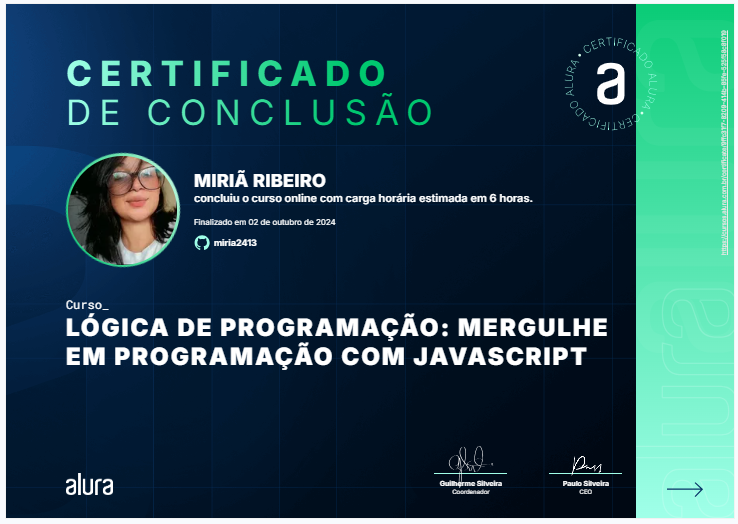 CERTIFICADO
DE CONCLUSÃO
CERTIFICADO ALURA • CERTIFICADO ALURA •
a
MIRIÃ RIBEIRO
concluiu o curso online com carga horária estimada em 6 horas.
Finalizado em 02 de outubro de 2024
miria2413
Curso_
LÓGICA DE PROGRAMAÇÃO: MERGULHE
EM PROGRAMAÇÃO COM JAVASCRIPT
alura
Guilherme Silveira
Coordenador
Paulo Silveira
CEO
alura